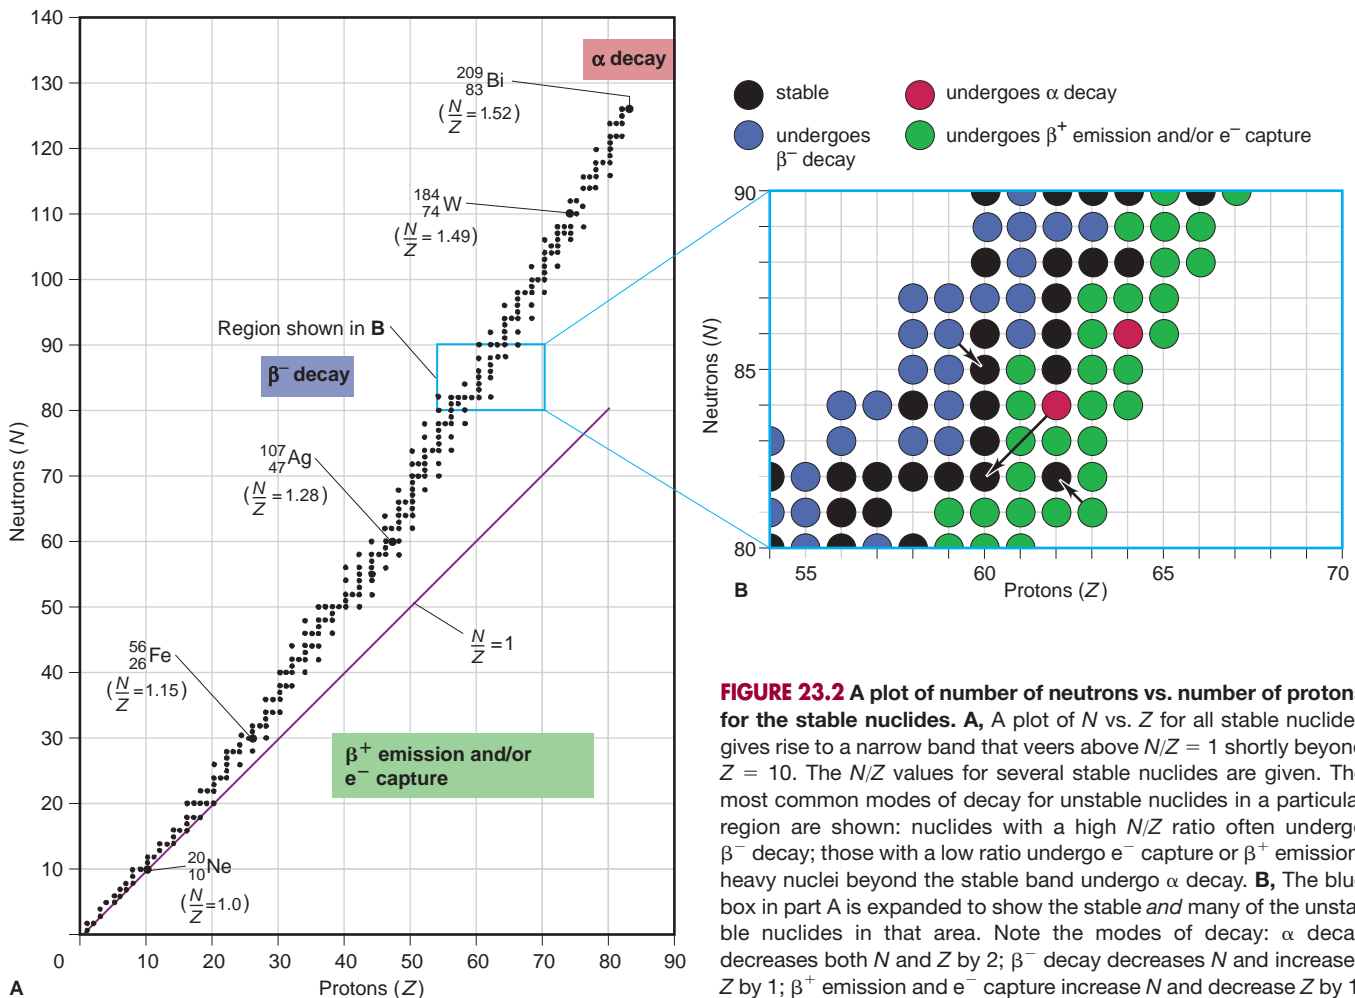 140
130
120
110
100
90
80
70
60
50
40
30
20
10
Neutrons (N)
0 10 20 30 40 50 60 70 80 90
Protons (Z)
A
α decay
209
83 Bi
(N/Z = 1.52)
184
74 W
(N/Z = 1.49)
Region shown in B
β− decay
107
47 Ag
(N/Z = 1.28)
N/Z = 1
56
26 Fe
(N/Z = 1.15)
β+ emission and/or
e− capture
20
10 Ne
(N/Z = 1.0)
stable
undergoes α decay
undergoes
β− decay
undergoes β+ emission and/or e− capture
90
85
80
Neutrons (N)
55 60 65 70
Protons (Z)
B
FIGURE 23.2 A plot of number of neutrons vs. number of protons
for the stable nuclides. A, A plot of N vs. Z for all stable nuclide
gives rise to a narrow band that veers above N/Z = 1 shortly beyond
Z = 10. The N/Z values for several stable nuclides are given. The
most common modes of decay for unstable nuclides in a particula
region are shown: nuclides with a high N/Z ratio often underg
β− decay; those with a low ratio undergo e− capture or β+ emission
heavy nuclei beyond the stable band undergo α decay. B, The blu
box in part A is expanded to show the stable and many of the unsta
ble nuclides in that area. Note the modes of decay: α deca
decreases both N and Z by 2; β− decay decreases N and increase
Z by 1; β+ emission and e− capture increase N and decrease Z by 1